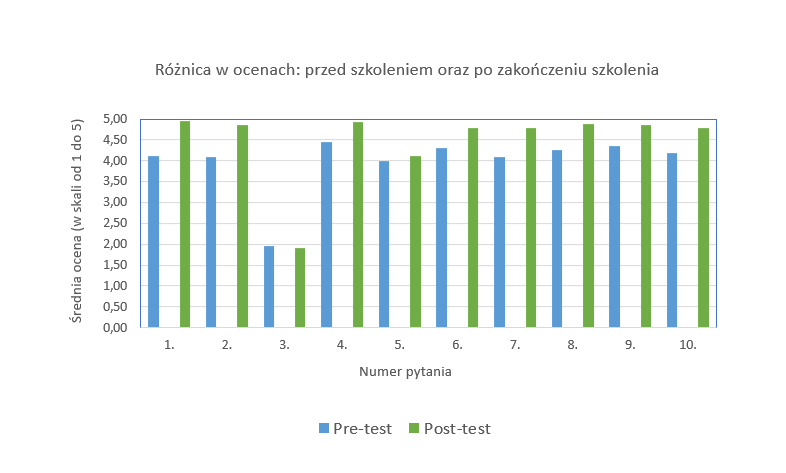 Różnica w ocenach: przed szkoleniem oraz po zakończeniu szkolenia
Średnia ocena (w skali od 1 do 5)
5,00
4,50
4,00
3,50
3,00
2,50
2,00
1,50
1,00
0,50
0,00
1. 2. 3. 4. 5. 6. 7. 8. 9. 10.
Numer pytania
Pre-test Post-test